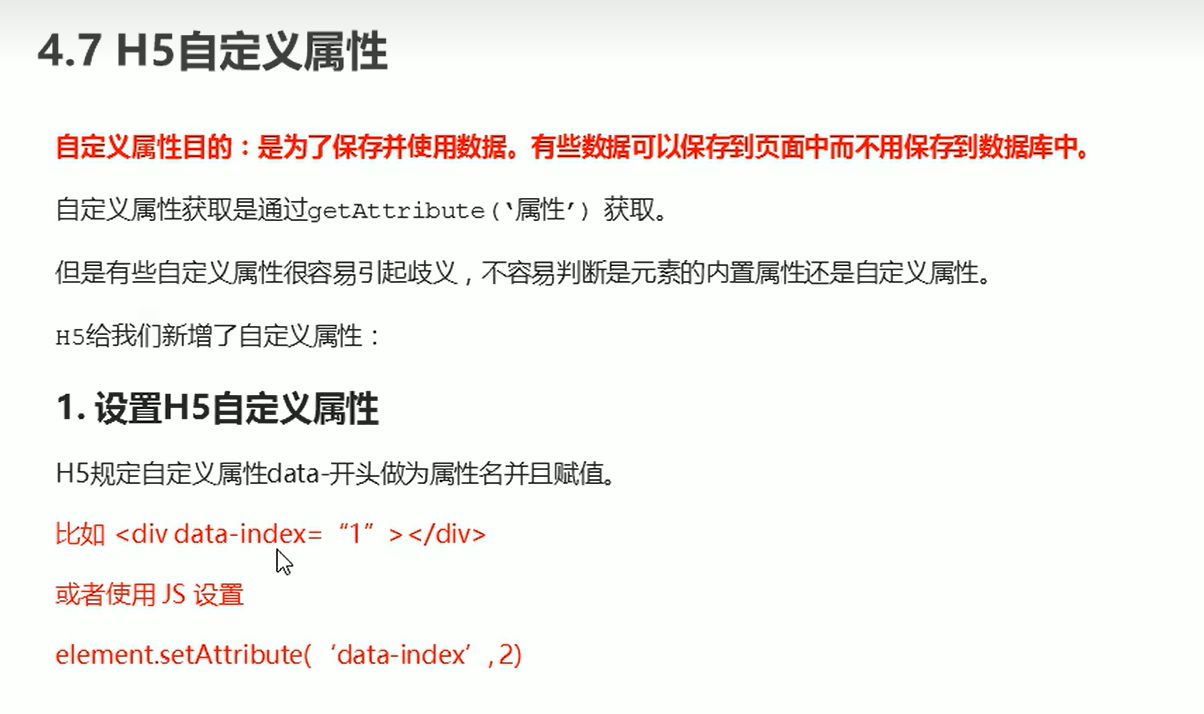 4.7 H5自定义属性
自定义属性目的：是为了保存并使用数据。有些数据可以保存到页面中而不用保存到数据库中。
自定义属性获取是通过getAttribute(‘属性’) 获取。
但是有些自定义属性很容易引起歧义，不容易判断是元素的内置属性还是自定义属性。
H5给我们新增了自定义属性：
1. 设置H5自定义属性
H5规定自定义属性data-开头做为属性名并且赋值。
比如 <div data-index=“1”></div>
或者使用 JS 设置
element.setAttribute(‘data-index’, 2)